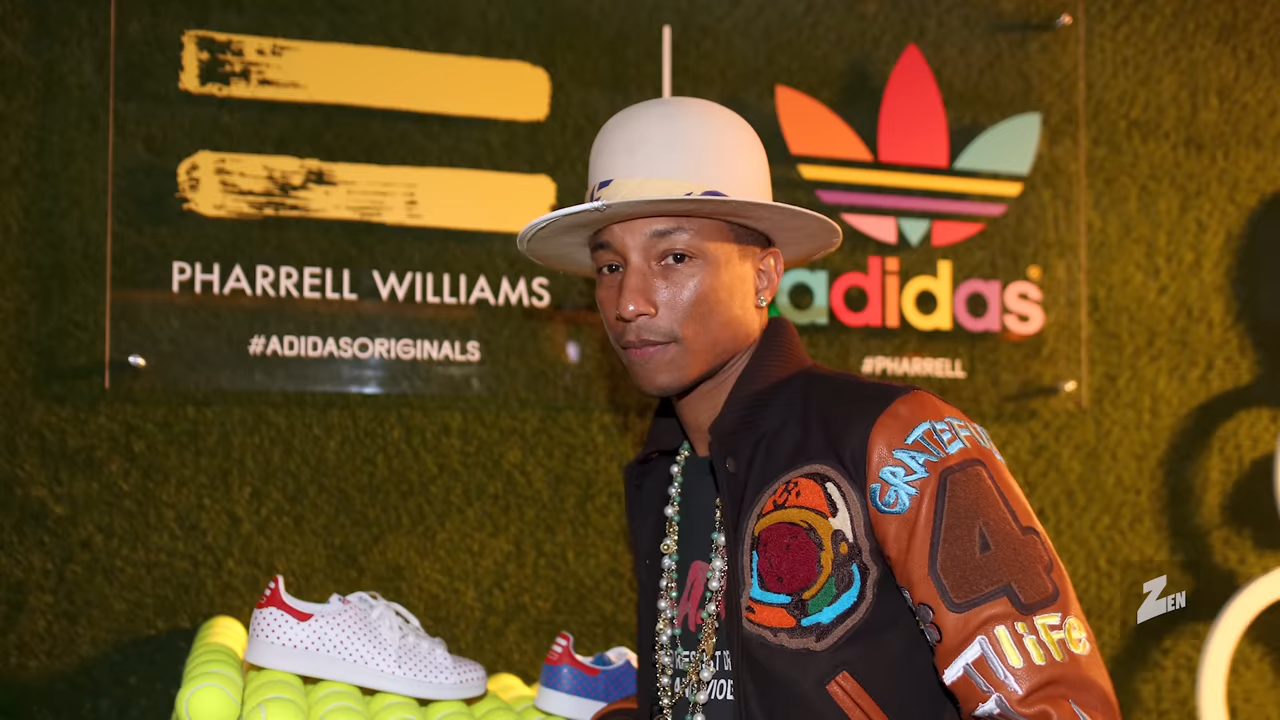 PHARRELL WILLIAMS
#ADIDASORIGINALS
adidas
#PHARRELL
GRATEFUL
4
life
ZEN